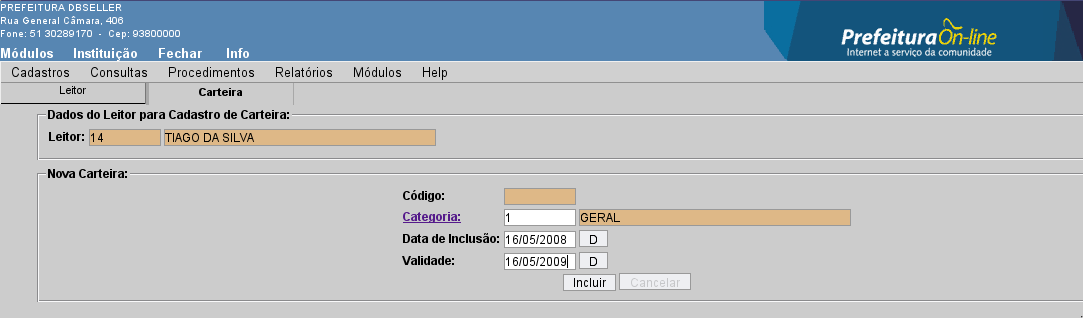 PREFEITURA DBSELLER
Rua General Câmara, 406
Fone: 51 30289170 - Cep: 93800000
Prefeitura On-line
Internet a serviço da comunidade
Módulos Instituição Fechar Info
Cadastros Consultas Procedimentos Relatórios Módulos Help
Leitor Carteira
Dados do Leitor para Cadastro de Carteira:
Leitor: 14 TIAGO DA SILVA
Nova Carteira:
Código:
Categoria: 1 GERAL
Data de Inclusão: 16/05/2008 D
Validade: 16/05/2009 D
Incluir Cancelar